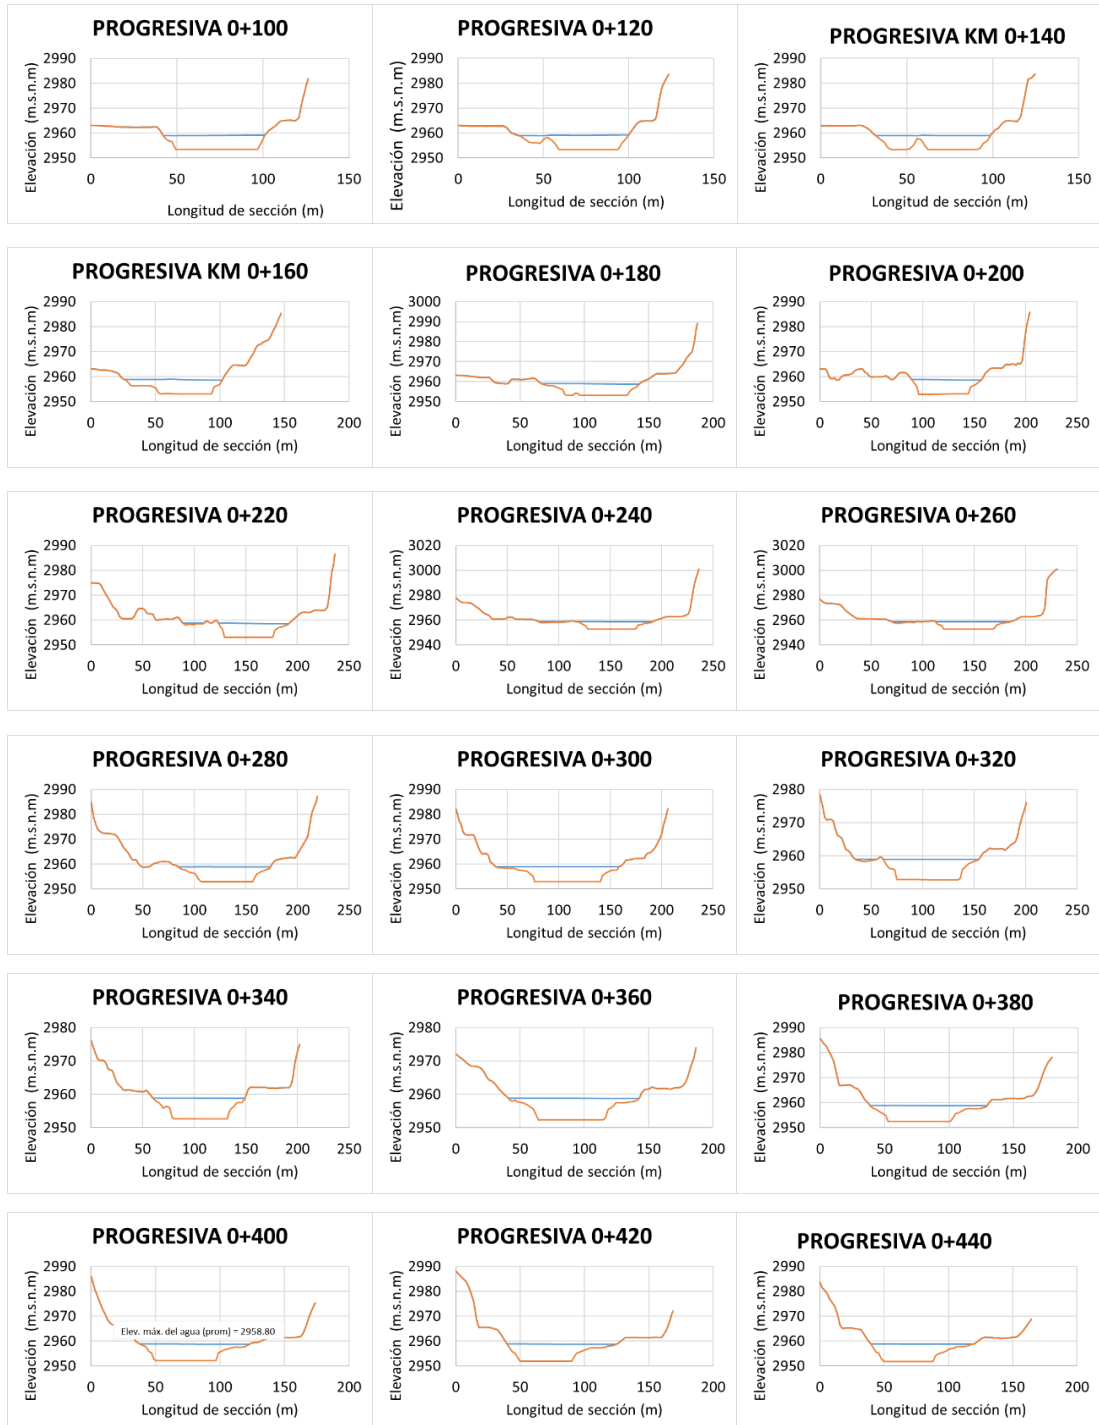 PROGRESIVA 0+100
Elevación (m.s.n.m)
2990
2980
2970
2960
2950
0 50 100 150
Longitud de sección (m)
PROGRESIVA 0+120
Elevación (m.s.n.m)
2990
2980
2970
2960
2950
0 50 100 150
Longitud de sección (m)
PROGRESIVA KM 0+140
Elevación (m.s.n.m)
2990
2980
2970
2960
2950
0 50 100 150
Longitud de sección (m)
PROGRESIVA KM 0+160
Elevación (m.s.n.m)
2990
2980
2970
2960
2950
0 50 100 150 200
Longitud de sección (m)
PROGRESIVA 0+180
Elevación (m.s.n.m)
3000
2990
2980
2970
2960
2950
0 50 100 150 200
Longitud de sección (m)
PROGRESIVA 0+200
Elevación (m.s.n.m)
2990
2980
2970
2960
2950
0 50 100 150 200 250
Longitud de sección (m)
PROGRESIVA 0+220
Elevación (m.s.n.m)
2990
2980
2970
2960
2950
0 50 100 150 200 250
Longitud de sección (m)
PROGRESIVA 0+240
Elevación (m.s.n.m)
3020
3000
2980
2960
2940
0 50 100 150 200 250
Longitud de sección (m)
PROGRESIVA 0+260
Elevación (m.s.n.m)
3020
3000
2980
2960
2940
0 50 100 150 200 250
Longitud de sección (m)
PROGRESIVA 0+280
Elevación (m.s.n.m)
2990
2980
2970
2960
2950
0 50 100 150 200 250
Longitud de sección (m)
PROGRESIVA 0+300
Elevación (m.s.n.m)
2990
2980
2970
2960
2950
0 50 100 150 200 250
Longitud de sección (m)
PROGRESIVA 0+320
Elevación (m.s.n.m)
2980
2970
2960
2950
0 50 100 150 200 250
Longitud de sección (m)
PROGRESIVA 0+340
Elevación (m.s.n.m)
2980
2970
2960
2950
0 50 100 150 200 250
Longitud de sección (m)
PROGRESIVA 0+360
Elevación (m.s.n.m)
2980
2970
2960
2950
0 50 100 150 200
Longitud de sección (m)
PROGRESIVA 0+380
Elevación (m.s.n.m)
2990
2980
2970
2960
2950
0 50 100 150 200
Longitud de sección (m)
PROGRESIVA 0+400
Elevación (m.s.n.m)
2990
2980
2970
2960
2950
Elev. máx. del agua (prom) = 2958.80
0 50 100 150 200
Longitud de sección (m)
PROGRESIVA 0+420
Elevación (m.s.n.m)
2990
2980
2970
2960
2950
0 50 100 150 200
Longitud de sección (m)
PROGRESIVA 0+440
Elevación (m.s.n.m)
2990
2980
2970
2960
2950
0 50 100 150 200
Longitud de sección (m)